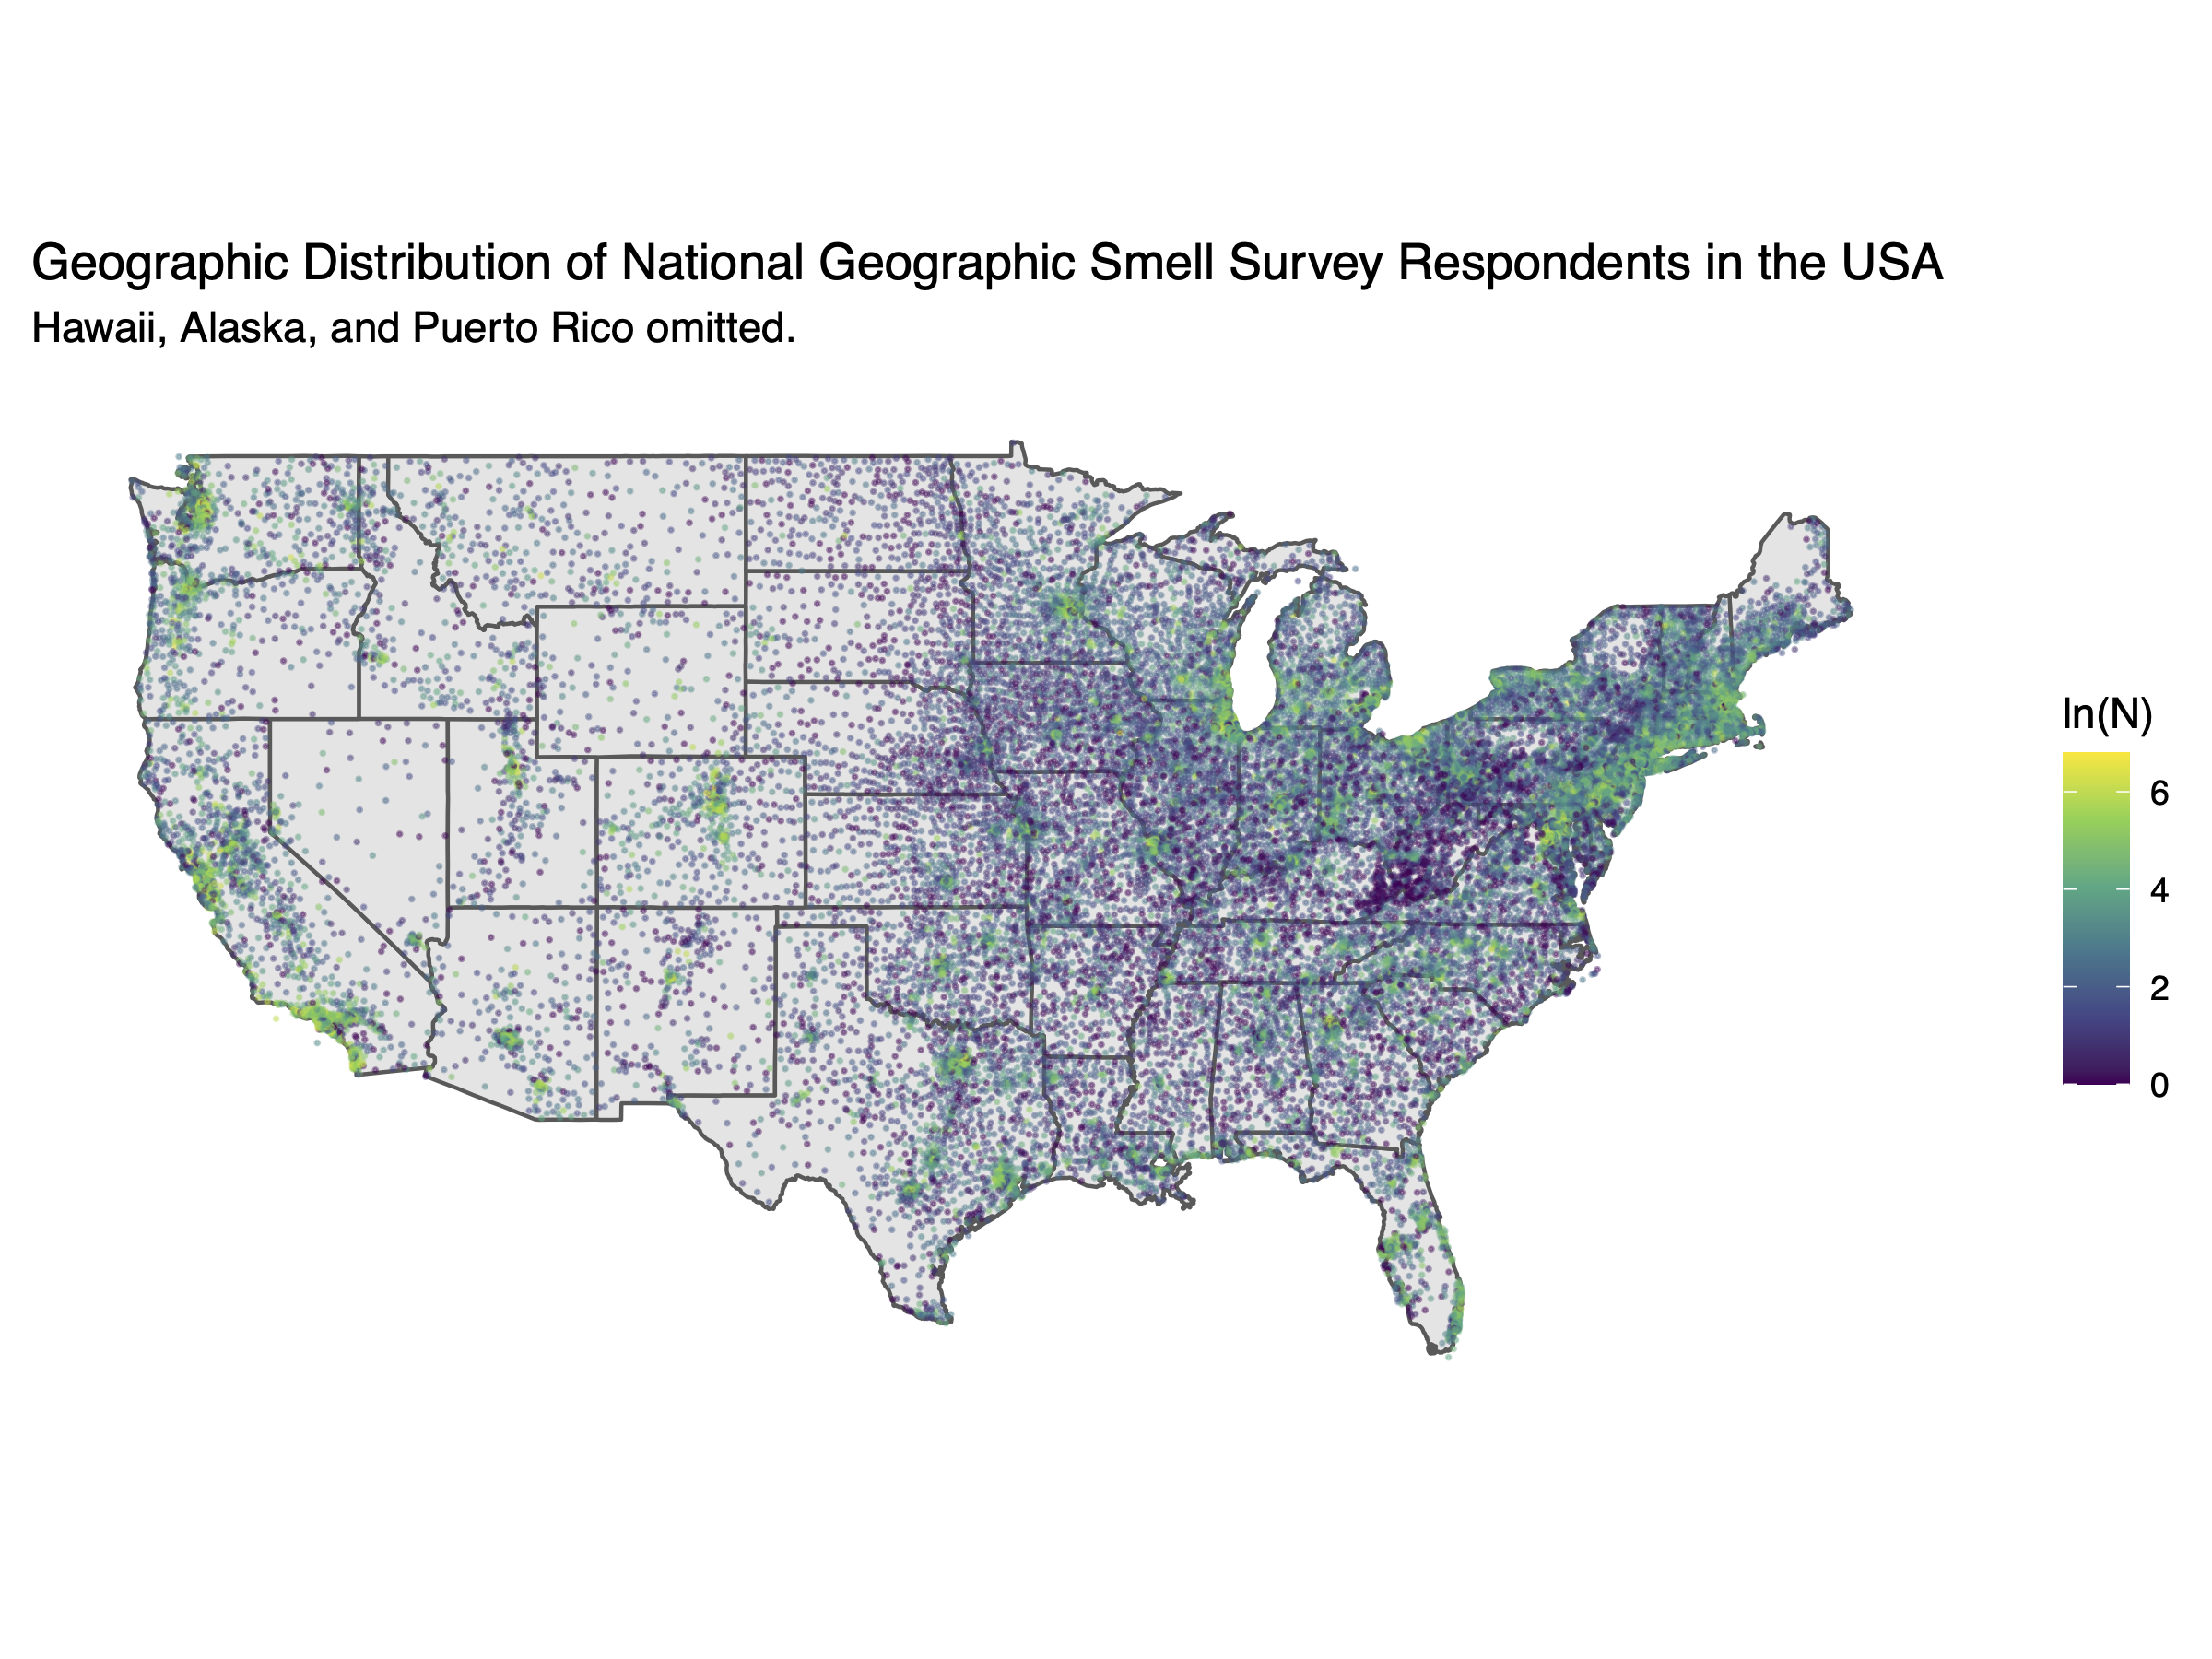 Geographic Distribution of National Geographic Smell Survey Respondents in the USA
Hawaii, Alaska, and Puerto Rico omitted.
ln(N)
6
4
2
0